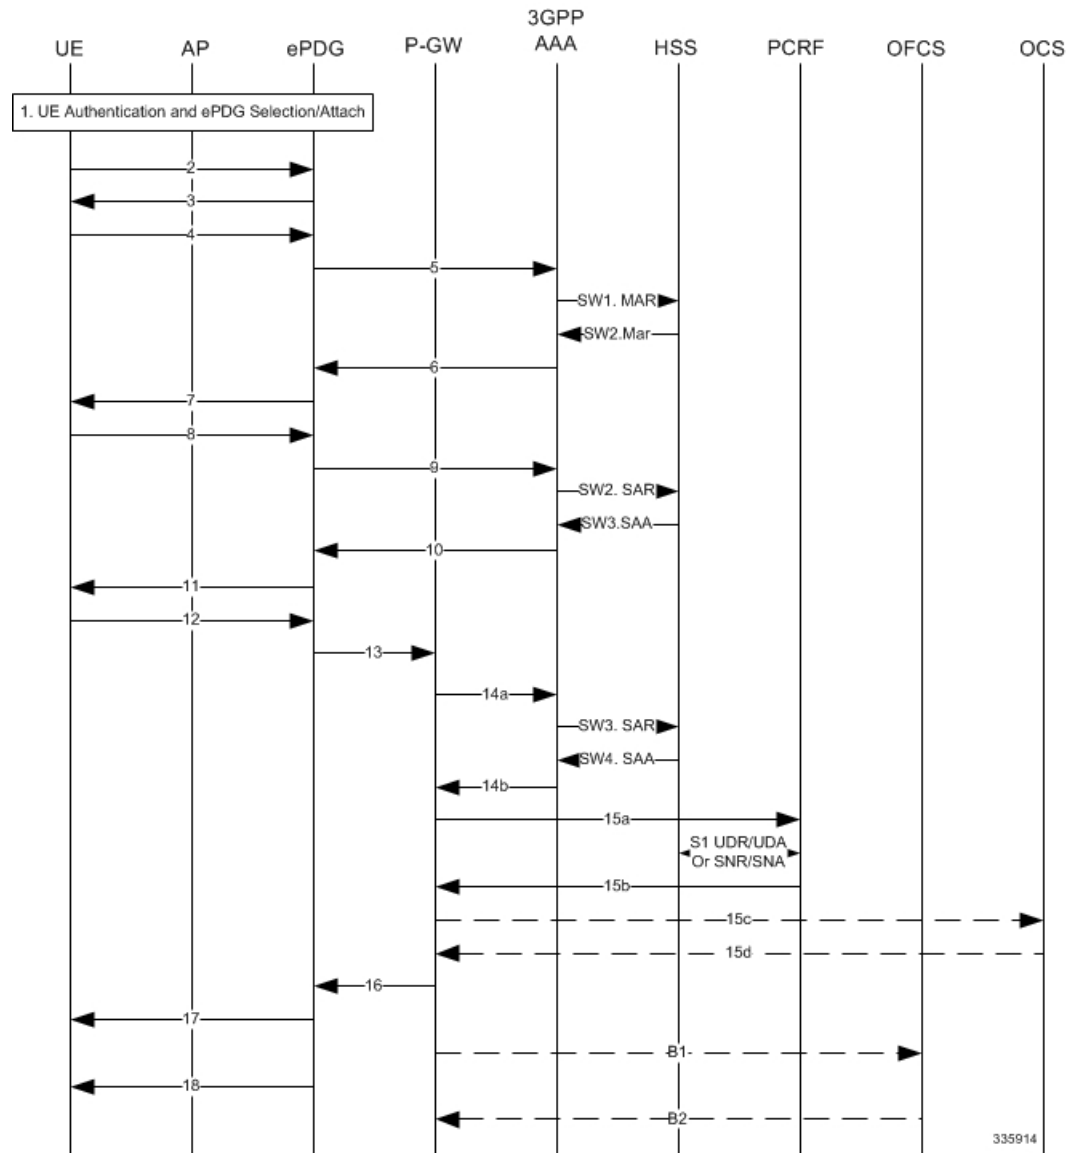 3GPP
UE AP ePDG P-GW AAA HSS PCRF OFCS OCS
1. UE Authentication and ePDG Selection/Attach
2
3
4
5
SW1. MAR
SW2.Mar
6
7
8
9
SW2. SAR
SW3.SAA
10
11
12
13
14a
SW3. SAR
SW4. SAA
14b
15a
S1 UDR/UDA
Or SNR/SNA
15b
15c
15d
16
17
B1
18
B2
335914